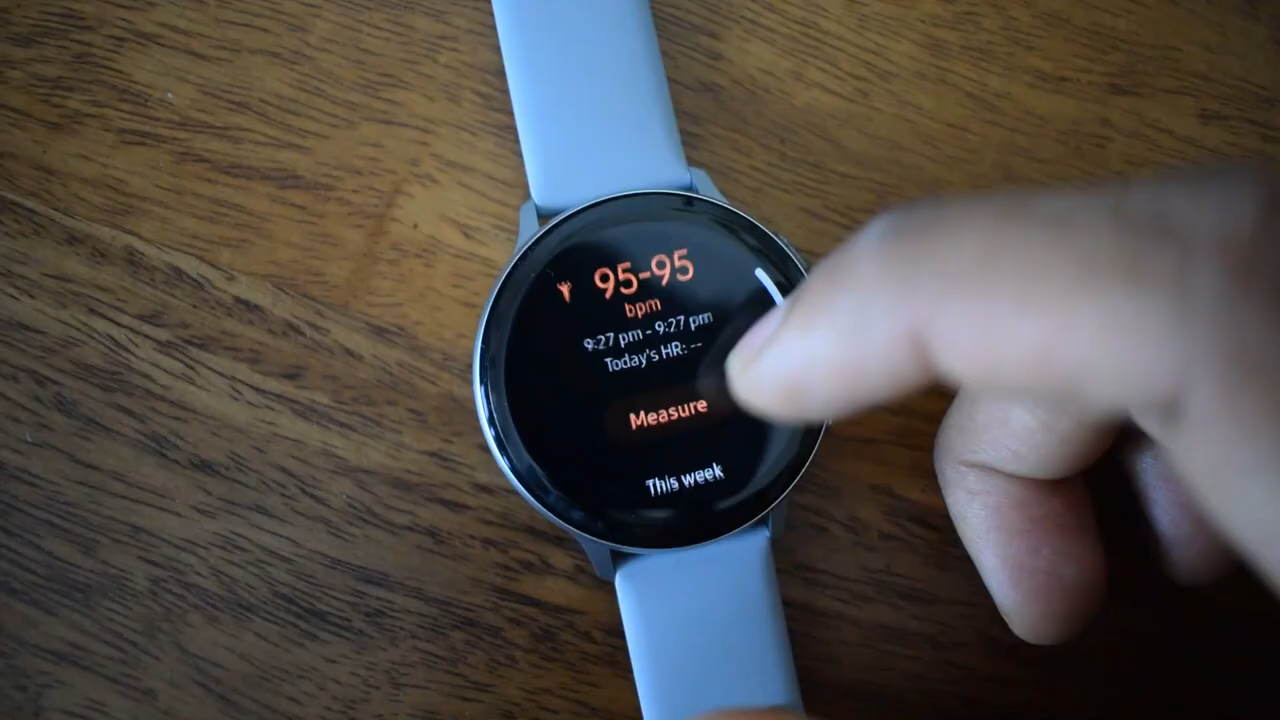 95-95
bpm
9:27 pm - 9:27 pm
Today's HR: --
Measure
This week